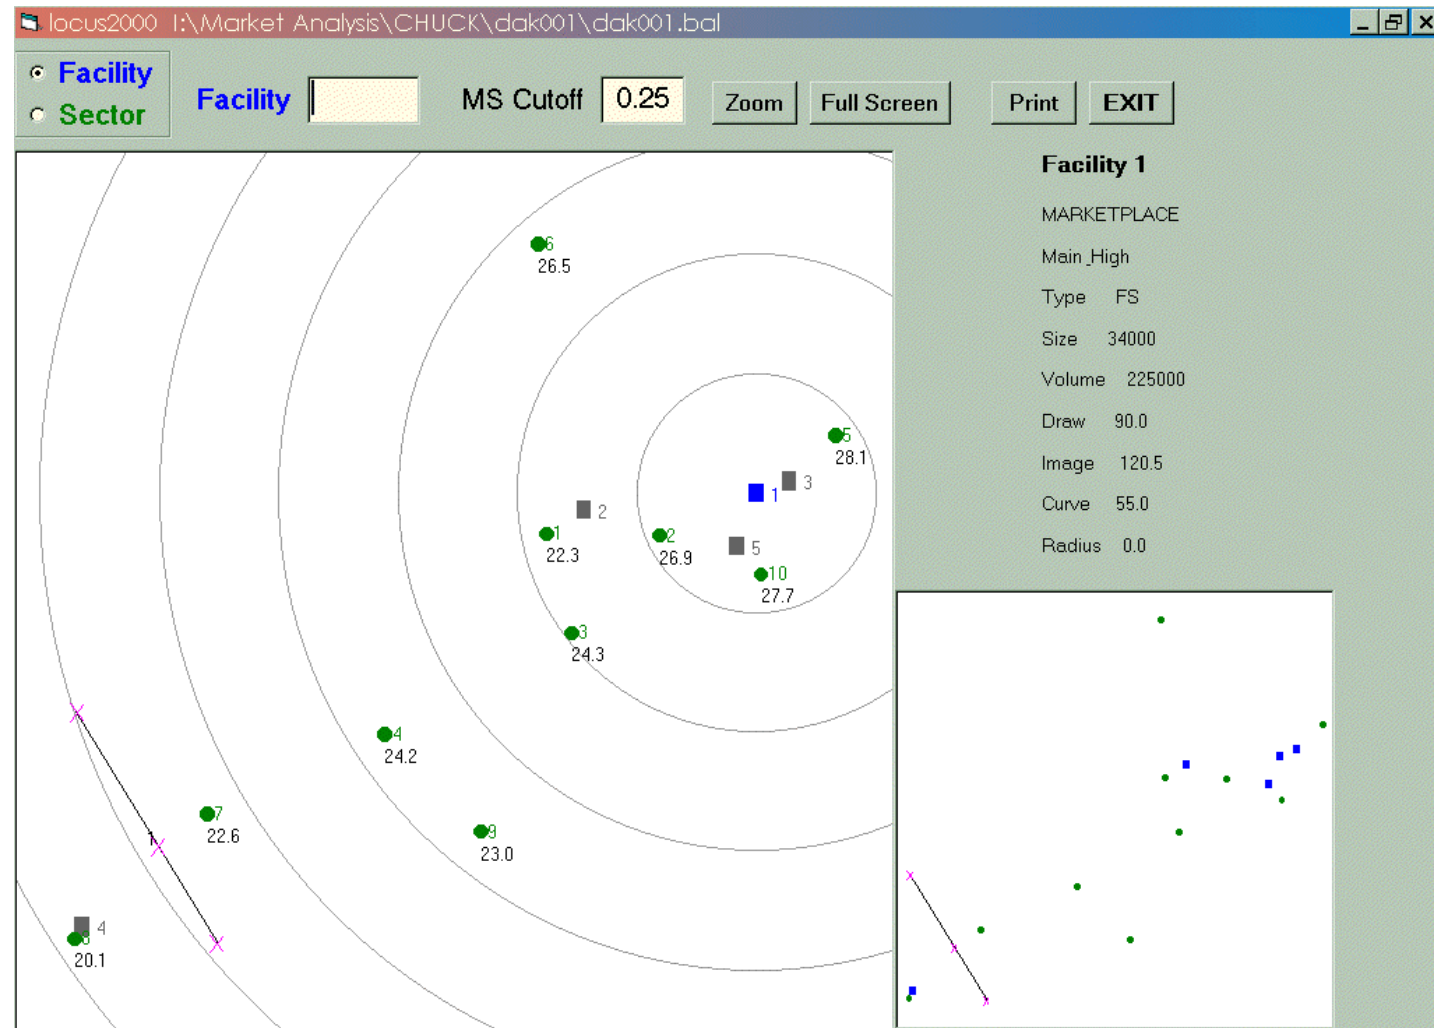 locus2000 I:\Market Analysis\CHUCK\dak001\dak001.bal
Facility
Sector
Facility
MS Cutoff 0.25
Zoom
Full Screen
Print
EXIT
Facility 1
MARKETPLACE
Main_High
Type FS
Size 34000
Volume 225000
Draw 90.0
Image 120.5
Curve 55.0
Radius 0.0
6
26.5
5
28.1
3
1
2
1
22.3
2
26.9
5
10
27.7
3
24.3
4
24.2
7
22.6
1
9
23.0
4
8
20.1